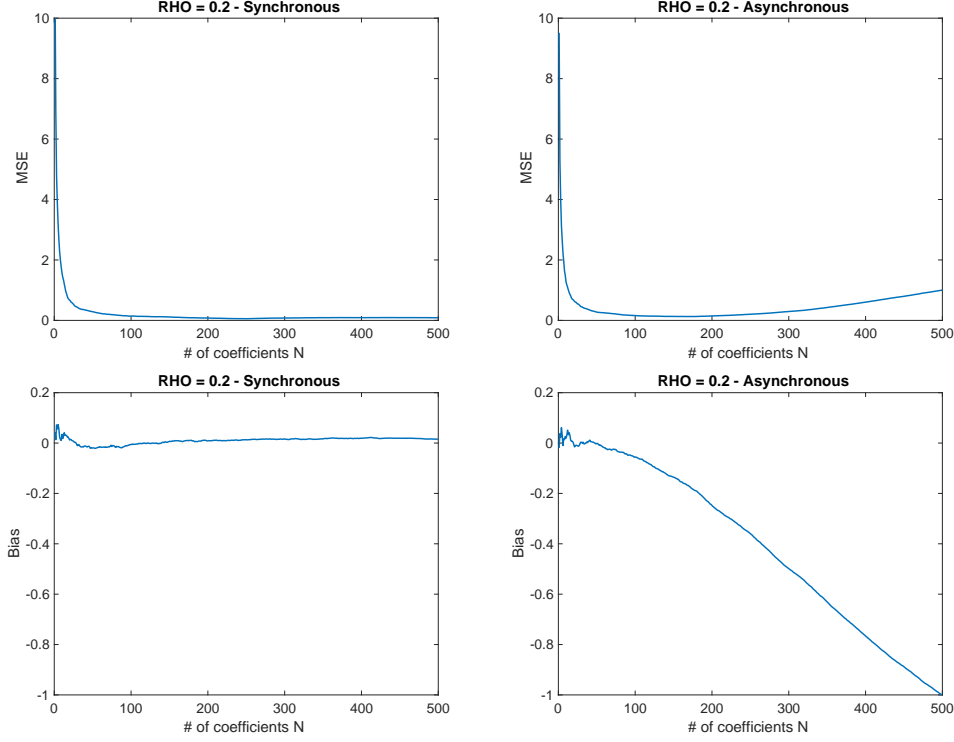 RHO = 0.2 - Synchronous
10
8
6
4
2
0
MSE
0 100 200 300 400 500
# of coefficients N
RHO = 0.2 - Asynchronous
10
8
6
4
2
0
MSE
0 100 200 300 400 500
# of coefficients N
RHO = 0.2 - Synchronous
0.2
0
-0.2
-0.4
-0.6
-0.8
-1
Bias
0 100 200 300 400 500
# of coefficients N
RHO = 0.2 - Asynchronous
0.2
0
-0.2
-0.4
-0.6
-0.8
-1
Bias
0 100 200 300 400 500
# of coefficients N